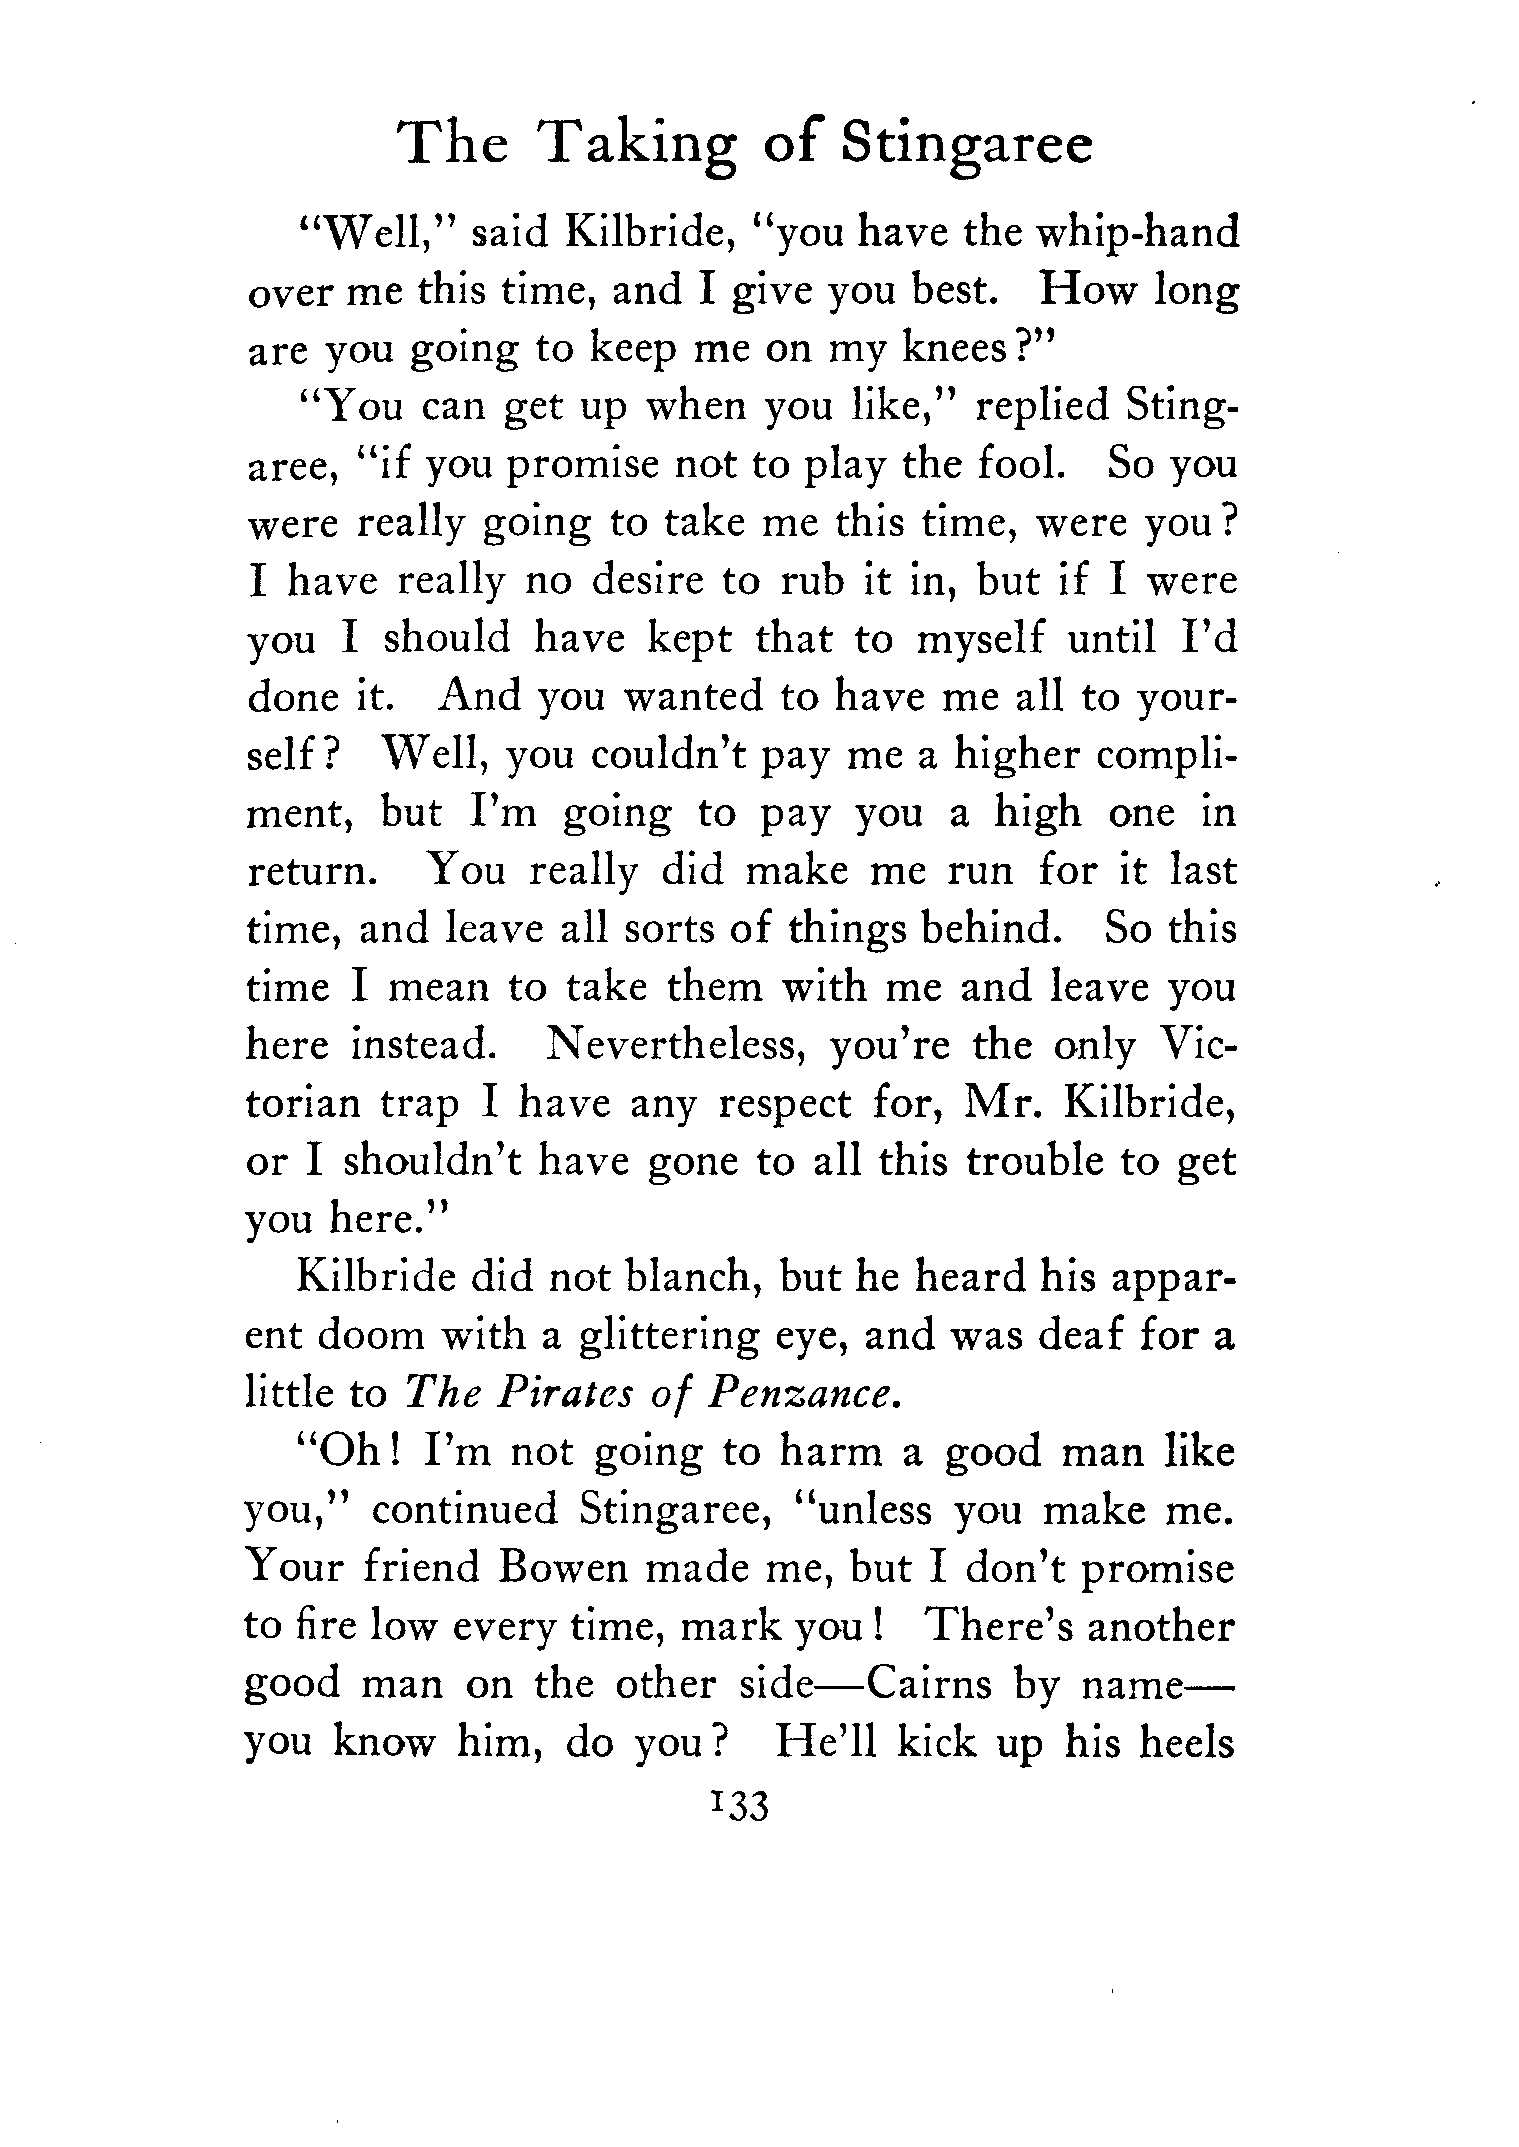 The Taking of Stingaree
“Well,” said Kilbride, “you have the whip-hand
over me this time, and I give you best. How long
are you going to keep me on my knees?”
“You can get up when you like,” replied Sting-
aree, “if you promise not to play the fool. So you
were really going to take me this time, were you?
I have really no desire to rub it in, but if I were
you I should have kept that to myself until I’d
done it. And you wanted to have me all to your-
self? Well, you couldn’t pay me a higher compli-
ment, but I’m going to pay you a high one in
return. You really did make me run for it last
time, and leave all sorts of things behind. So this
time I mean to take them with me and leave you
here instead. Nevertheless, you’re the only Vic-
torian trap I have any respect for, Mr. Kilbride,
or I shouldn’t have gone to all this trouble to get
you here.”
Kilbride did not blanch, but he heard his appar-
ent doom with a glittering eye, and was deaf for a
little to The Pirates of Penzance.
“Oh! I’m not going to harm a good man like
you,” continued Stingaree, “unless you make me.
Your friend Bowen made me, but I don’t promise
to fire low every time, mark you! There’s another
good man on the other side—Cairns by name—
you know him, do you? He’ll kick up his heels
133